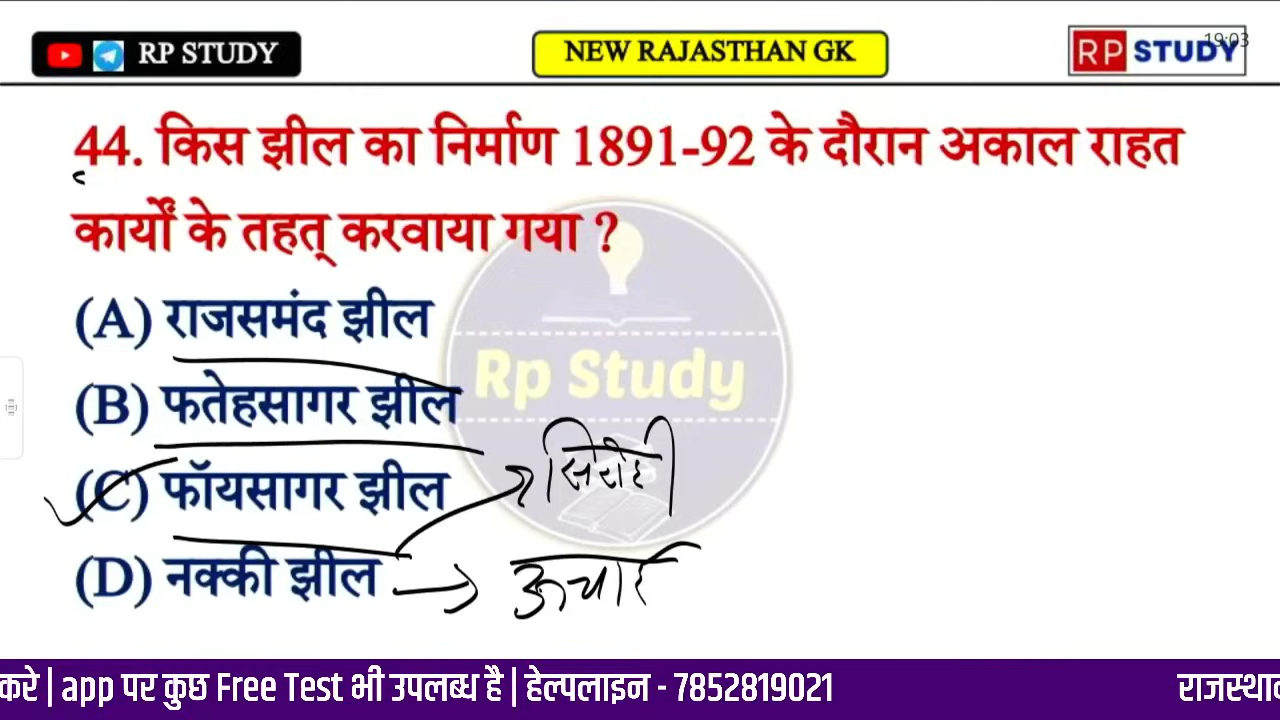 RP STUDY
NEW RAJASTHAN GK
RP STUDY
19:03
44. किस झील का निर्माण 1891-92 के दौरान अकाल राहत
कार्यों के तहत् करवाया गया ?
(A) राजसमंद झील
(B) फतेहसागर झील
(C) फॉयसागर झील
(D) नक्की झील
Rp Study
सिरोही
ऊचाई
करे | app पर कुछ Free Test भी उपलब्ध है | हेल्पलाइन - 7852819021
राजस्था